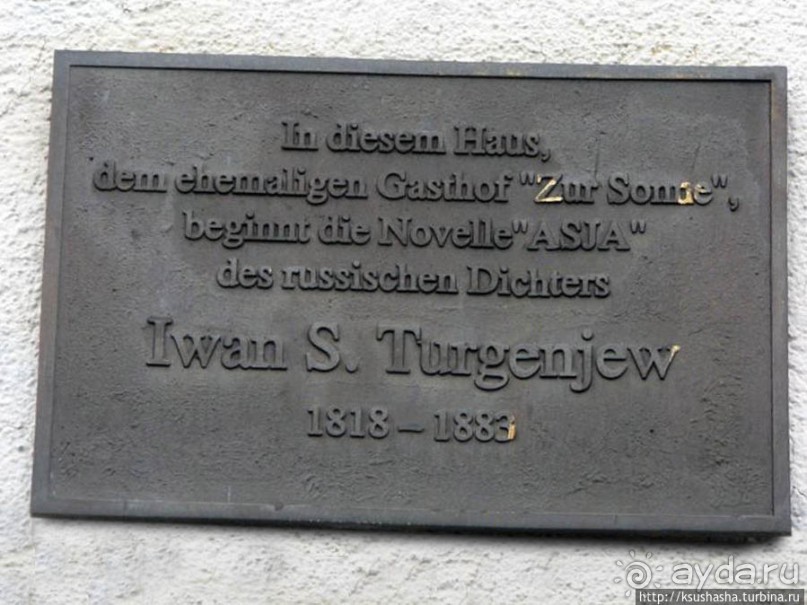 In diesem Haus,
dem ehemaligen Gasthof "Zur Sonne",
beginnt die Novelle"ASJA"
des russischen Dichters
Iwan S. Turgenjew
1818 – 1883
ayda.ru
http://ksushasha.turbina.ru